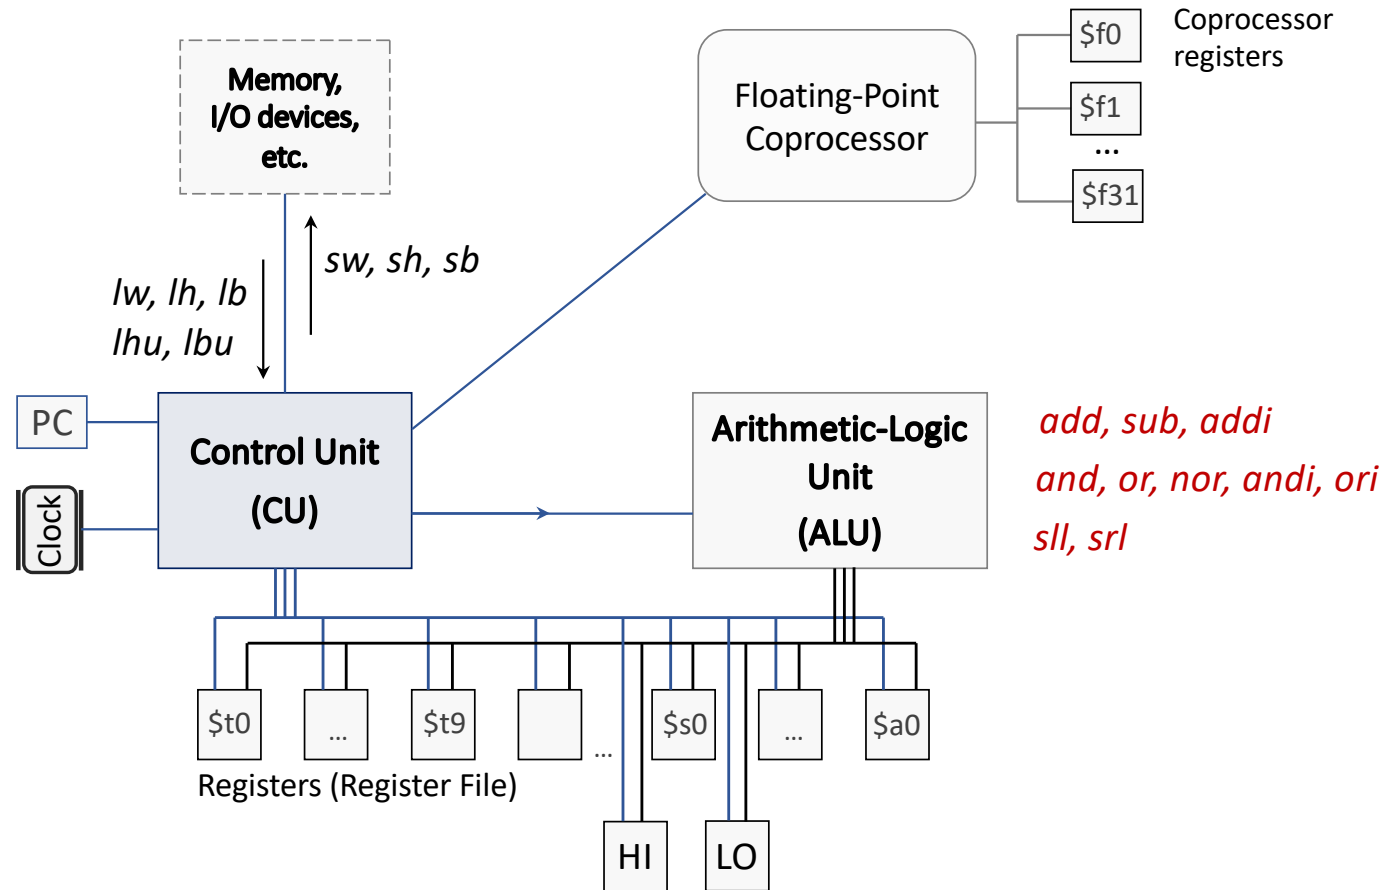 Memory,
I/O devices,
etc.
Floating-Point
Coprocessor
$f0
Coprocessor
registers
$f1
...
$f31
sw, sh, sb
lw, lh, lb
lhu, lbu
PC
Clock
Control Unit
(CU)
Arithmetic-Logic
Unit
(ALU)
add, sub, addi
and, or, nor, andi, ori
sll, srl
$t0
...
$t9
...
$s0
...
$a0
Registers (Register File)
HI
LO